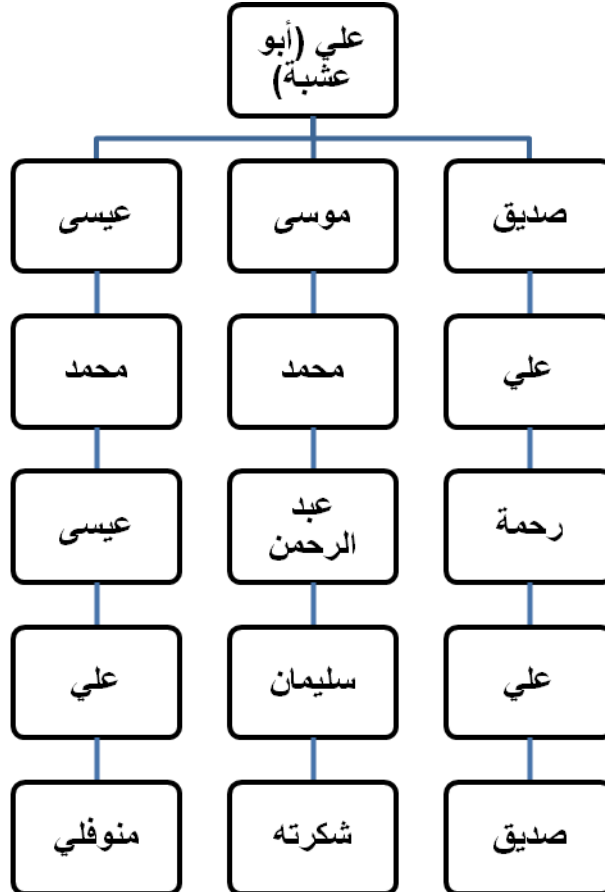 علي (أبو
عشبة)
صديق
موسى
عيسى
علي
محمد
محمد
رحمة
عبد
الرحمن
عيسى
علي
سليمان
علي
صديق
شكرته
منوفلي